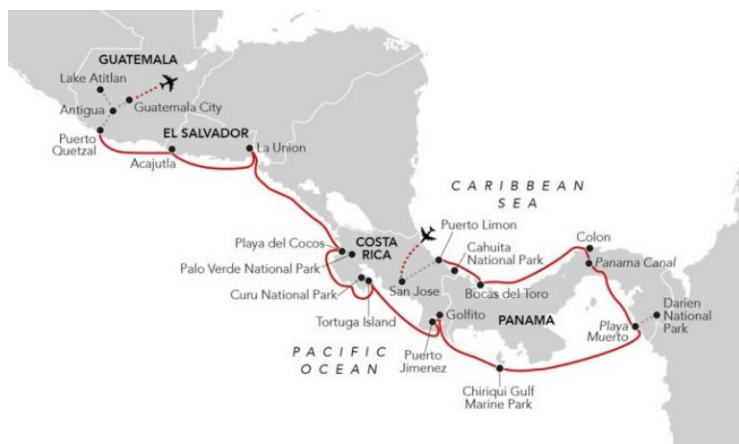 GUATEMALA
Lake Atitlan
Antigua
Guatemala City
Puerto
Quetzal
EL SALVADOR
La Union
Acajutla
CARIBBEAN
SEA
Playa del Cocos
COSTA
RICA
Puerto Limon
Colon
Palo Verde National Park
Cahuita
National Park
Panama Canal
Curu National Park
San Jose
Bocas del Toro
Darien
National
Park
Tortuga Island
Golfito
PANAMA
Playa
Muerto
PACIFIC
OCEAN
Puerto
Jimenez
Chiriqui Gulf
Marine Park